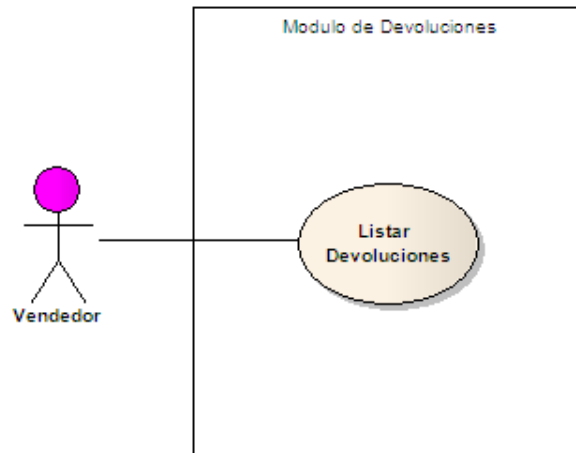 Modulo de Devoluciones
Listar
Devoluciones
Vendedor